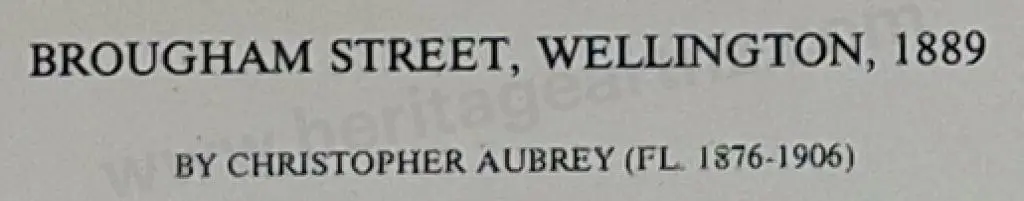 BROUGHAM STREET, WELLINGTON, 1889
BY CHRISTOPHER AUBREY (FL. 1876-1906)